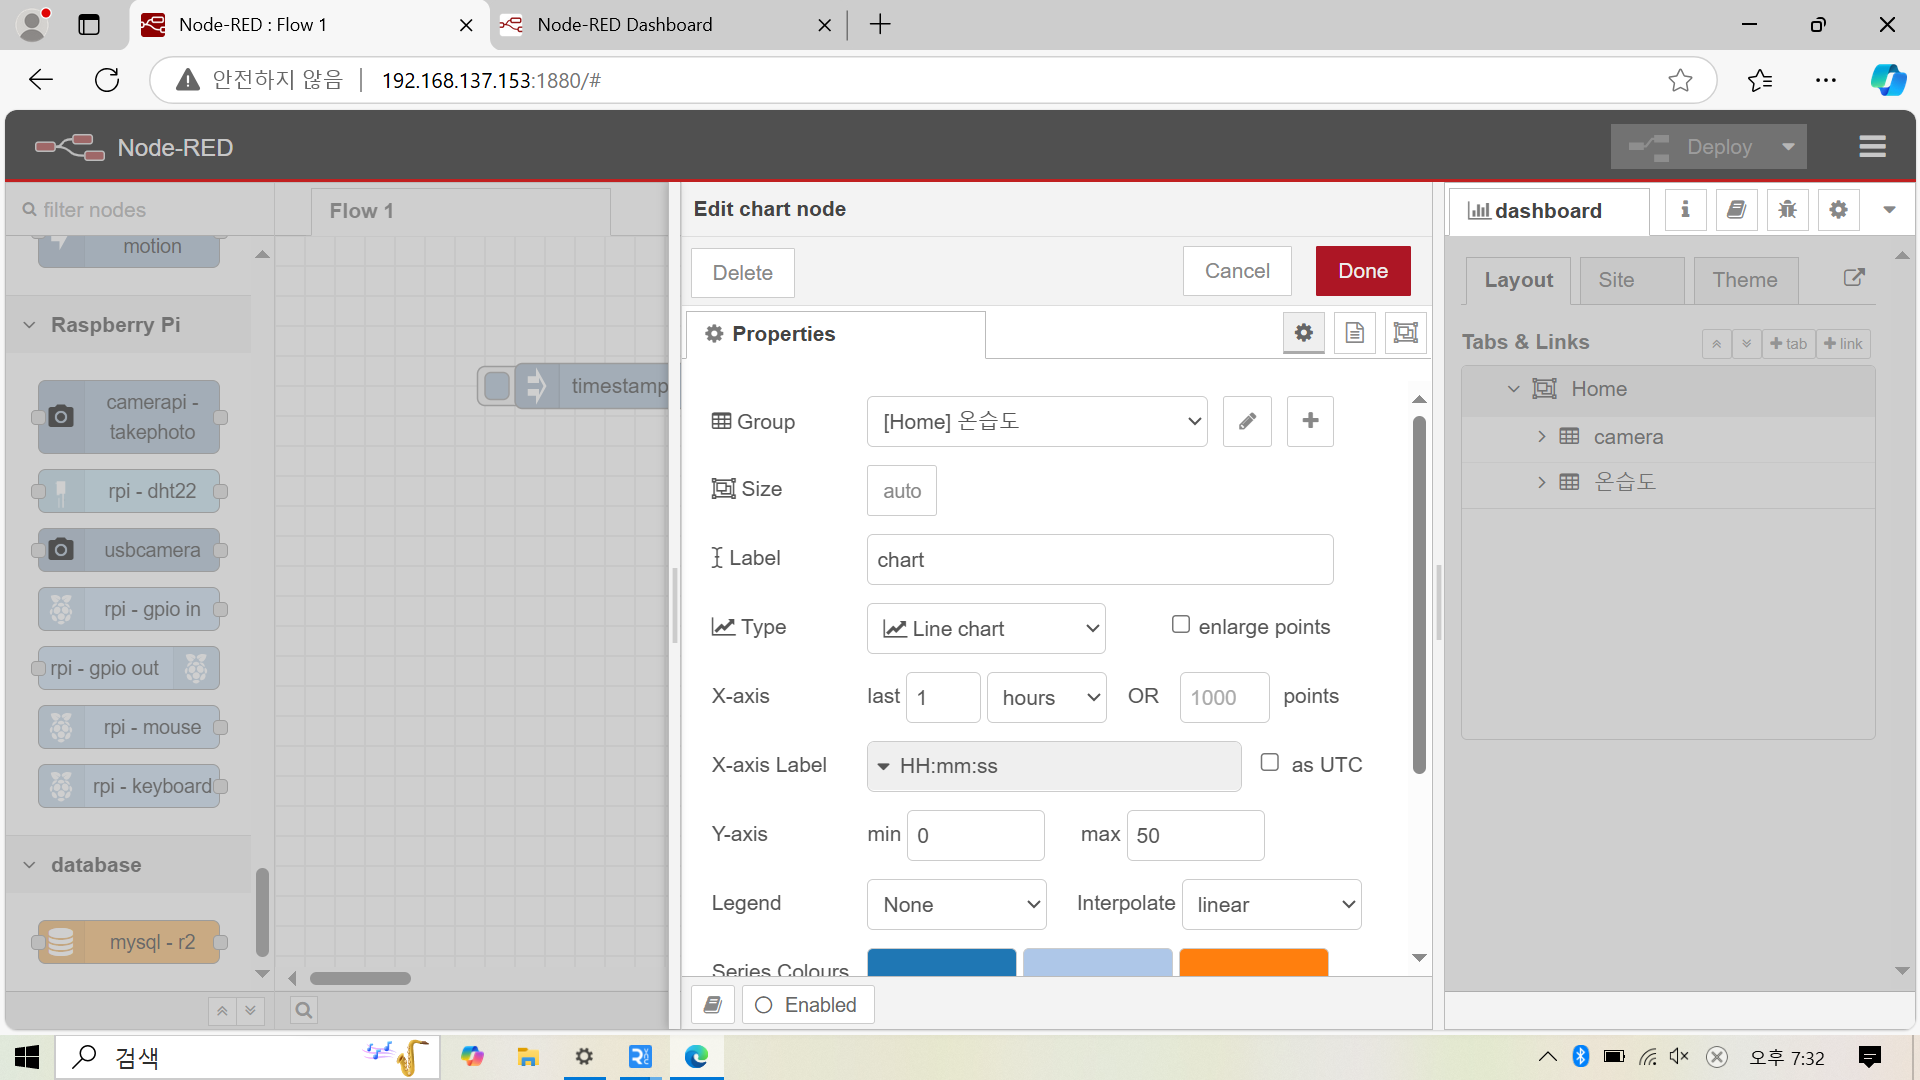 Node-RED : Flow 1
Node-RED Dashboard
안전하지 않음
192.168.137.153:1880/#
Node-RED
Deploy
filter nodes
motion
Raspberry Pi
camerapi -
takephoto
rpi - dht22
usbcamera
rpi - gpio in
rpi - gpio out
rpi - mouse
rpi - keyboard
database
mysql - r2
Flow 1
timestamp
Edit chart node
Delete
Cancel
Done
Properties
Group
[Home] 온습도
Size
auto
Label
chart
Type
Line chart
enlarge points
X-axis
last 1 hours OR 1000 points
X-axis Label
HH:mm:ss
as UTC
Y-axis
min 0 max 50
Legend
None
Interpolate
linear
Series Colours
Enabled
dashboard
Layout
Site
Theme
Tabs & Links
tab
link
Home
camera
온습도
검색
오후 7:32